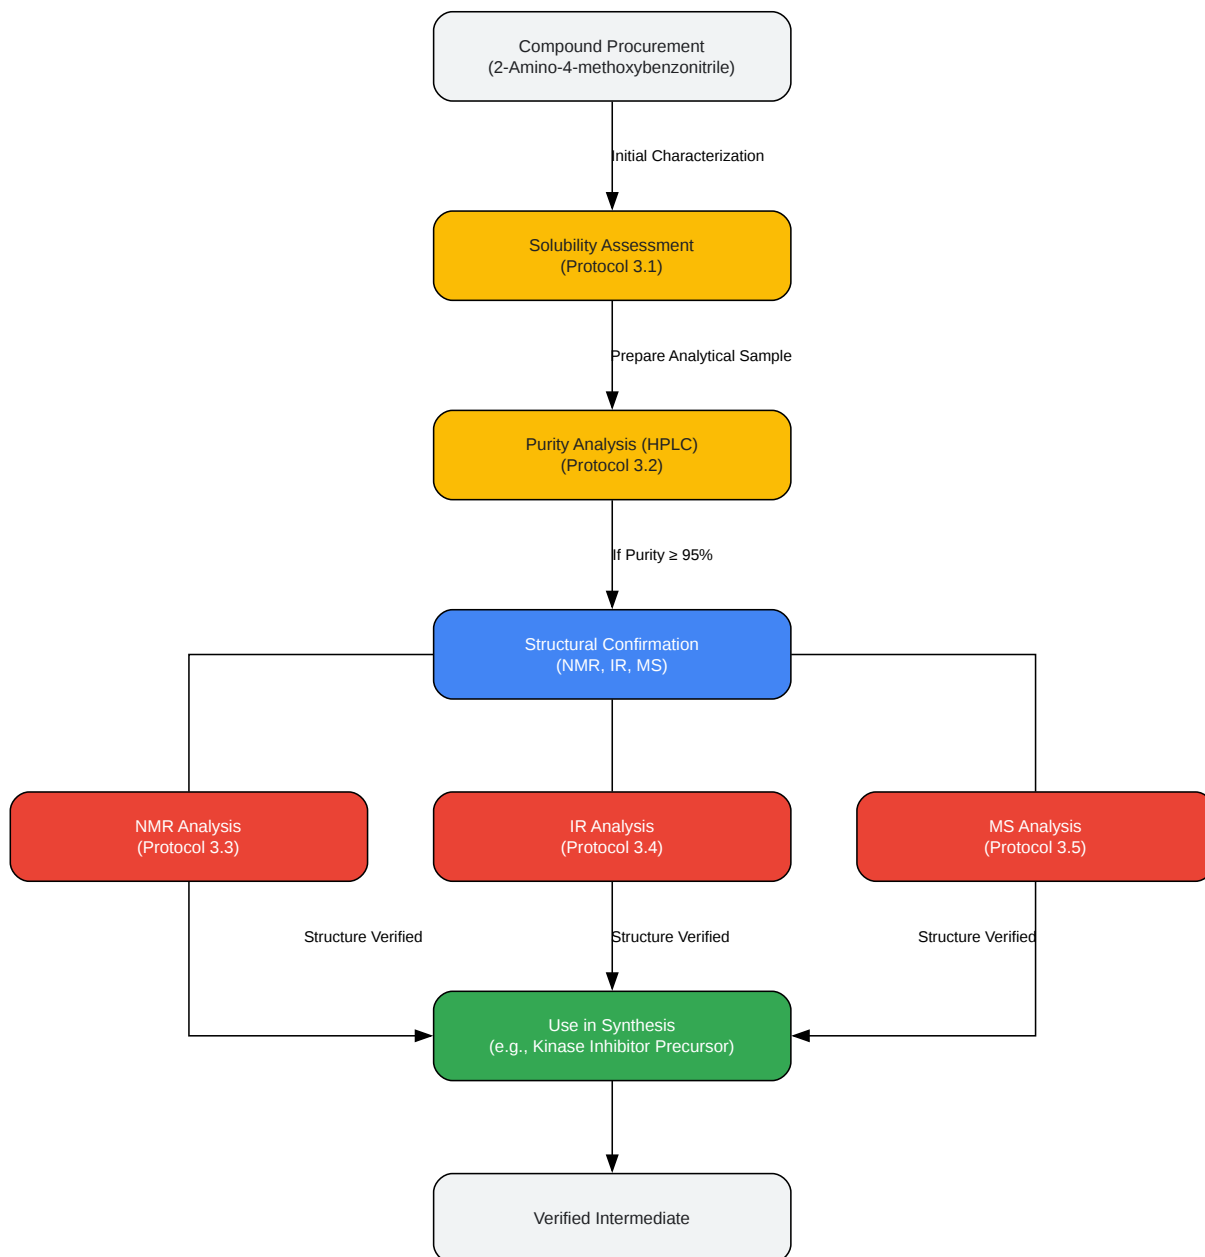 Compound Procurement
(2-Amino-4-methoxybenzonitrile)
Initial Characterization
Solubility Assessment
(Protocol 3.1)
Prepare Analytical Sample
Purity Analysis (HPLC)
(Protocol 3.2)
If Purity ≥ 95%
Structural Confirmation
(NMR, IR, MS)
NMR Analysis
(Protocol 3.3)
IR Analysis
(Protocol 3.4)
MS Analysis
(Protocol 3.5)
Structure Verified
Structure Verified
Structure Verified
Use in Synthesis
(e.g., Kinase Inhibitor Precursor)
Verified Intermediate